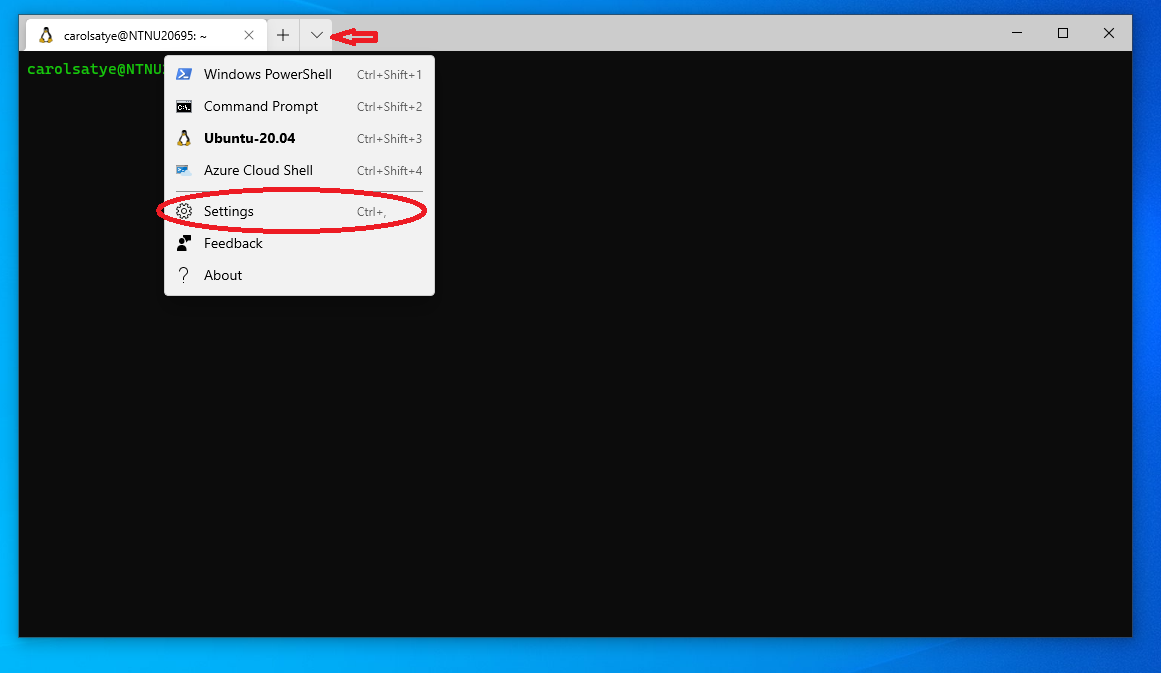 carolsatye@NTNU20695: ~
carolsatye@NTNU
Windows PowerShell Ctrl+Shift+1
Command Prompt Ctrl+Shift+2
Ubuntu-20.04 Ctrl+Shift+3
Azure Cloud Shell Ctrl+Shift+4
Settings Ctrl+,
Feedback
About